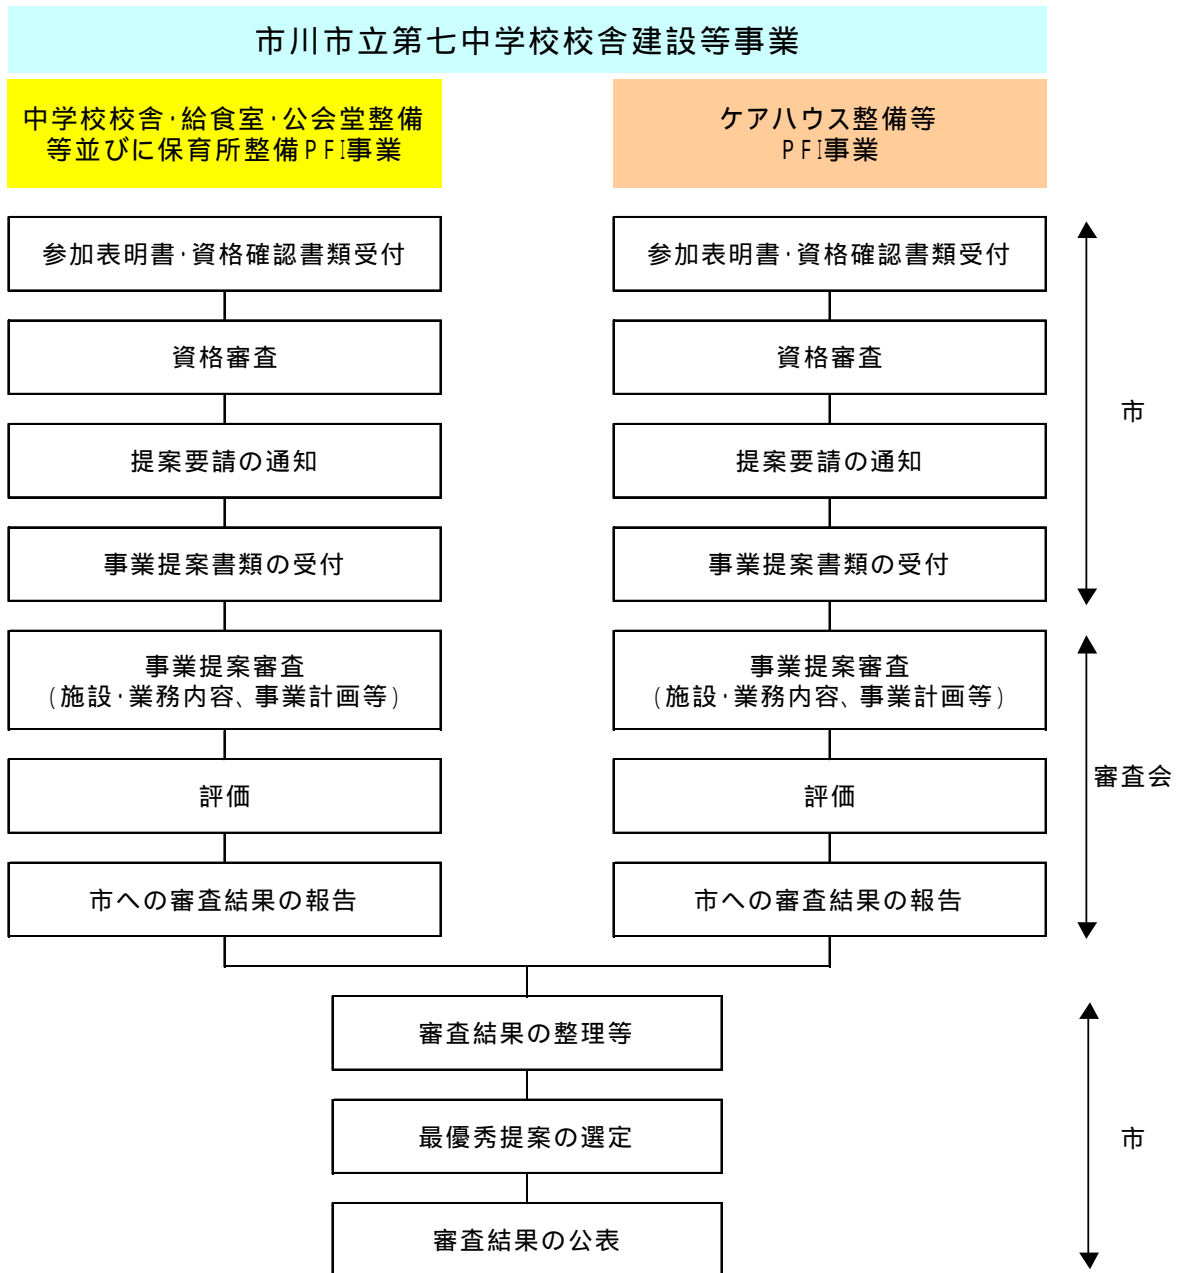 市川市立第七中学校校舎建設等事業
中学校校舎･給食室･公会堂整備
等並びに保育所整備PFI事業
ケアハウス整備等
PFI事業
参加表明書･資格確認書類受付
資格審査
提案要請の通知
事業提案書類の受付
事業提案審査
(施設･業務内容、事業計画等)
評価
市への審査結果の報告
参加表明書･資格確認書類受付
資格審査
提案要請の通知
事業提案書類の受付
事業提案審査
(施設･業務内容、事業計画等)
評価
市への審査結果の報告
市
審査会
審査結果の整理等
最優秀提案の選定
審査結果の公表
市